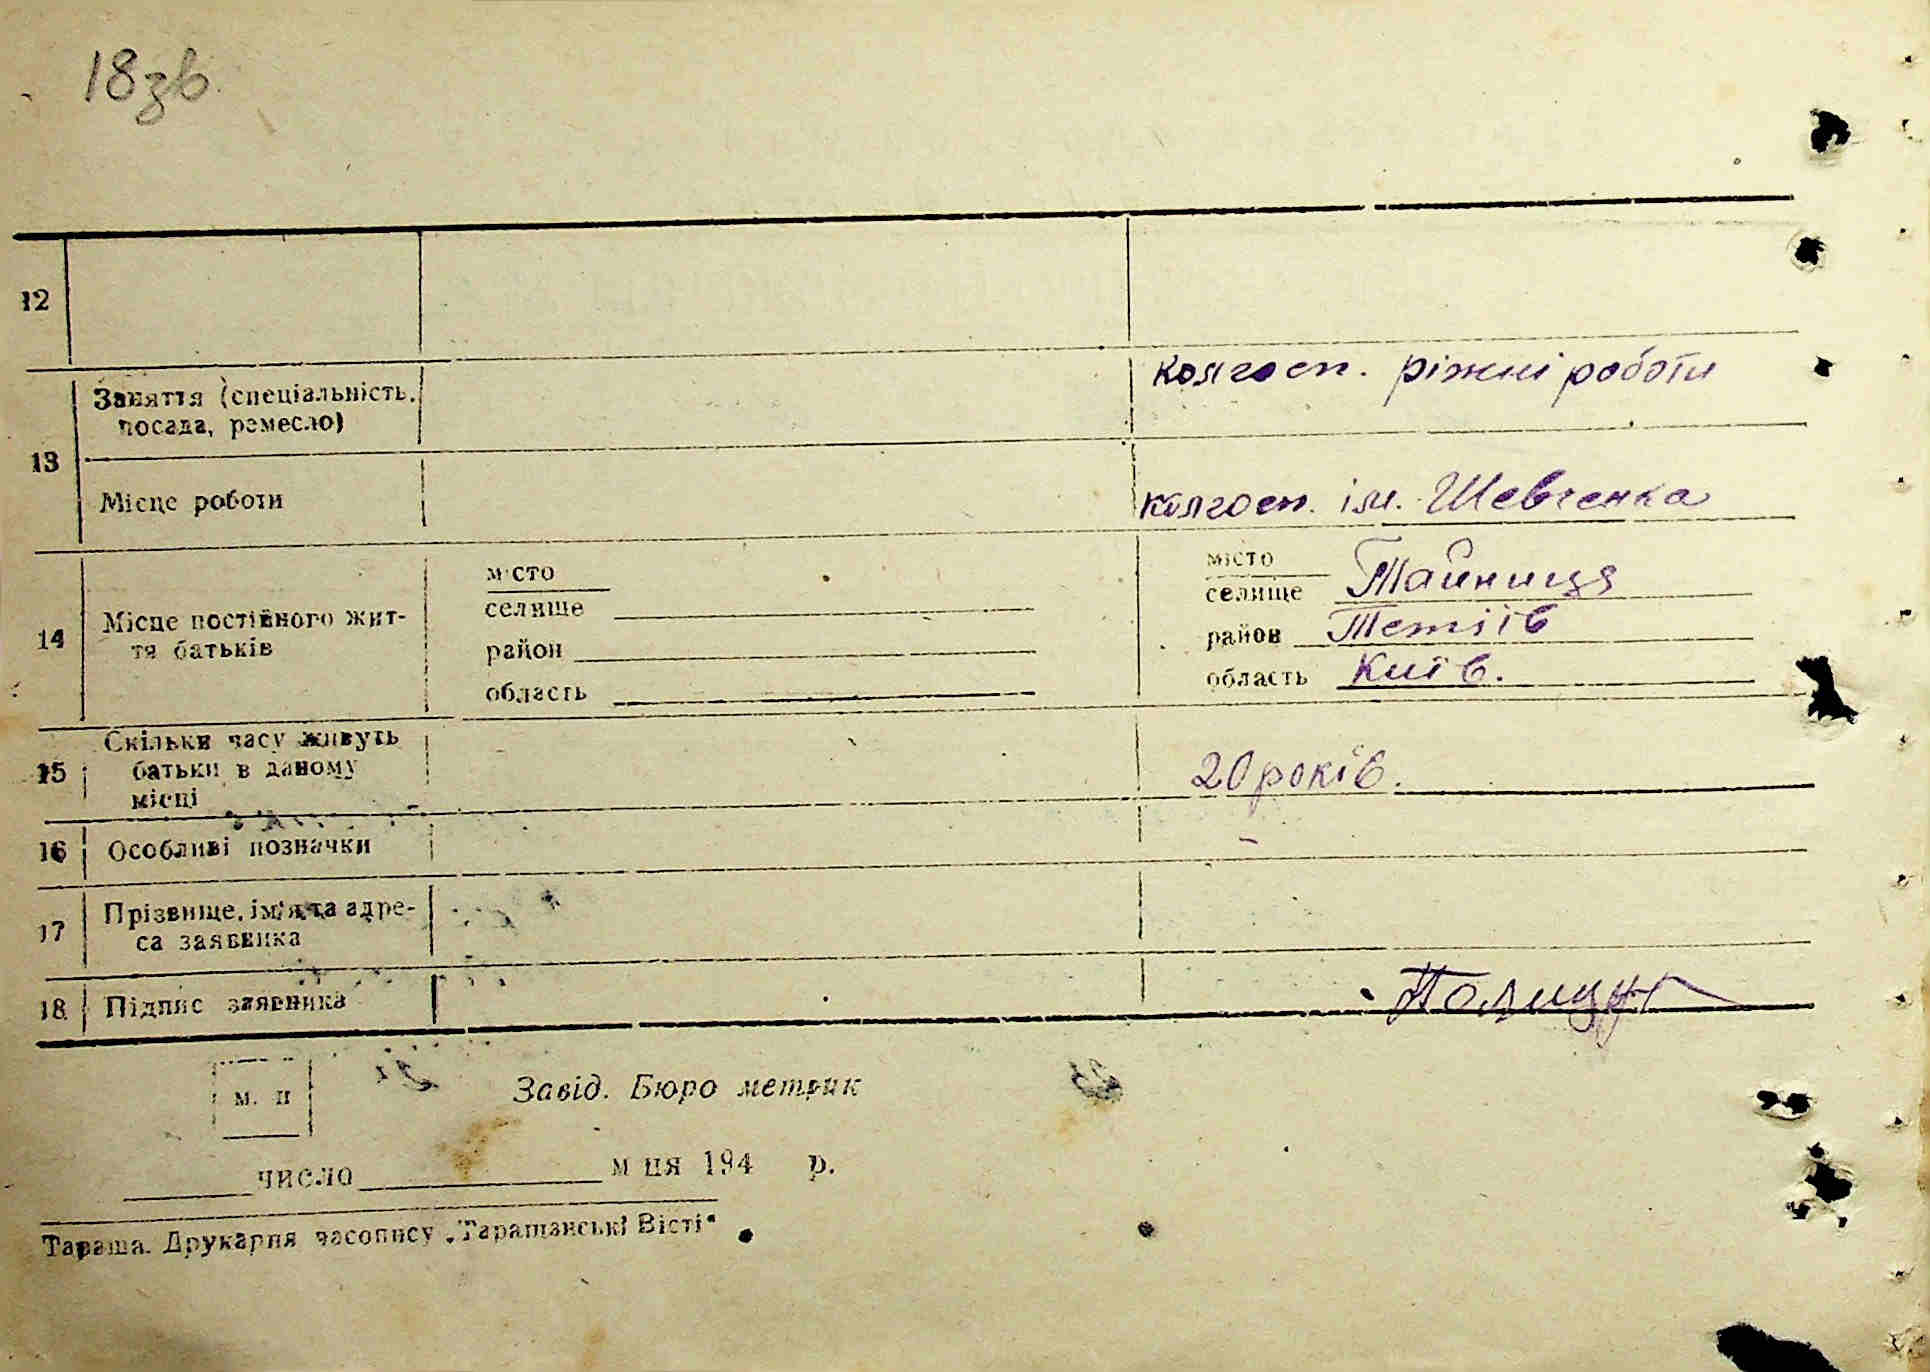 18зв.
12
13
Заняття (спеціальність, посада, ремесло)
колгосп. ріжні роботи
Місце роботи
колгосп. ім. Шевченка
14
Місце постійного жит-
тя батьків
місто
селище
район
область
місто
селище Тайниця
район Тетіїв
область Київ.
15
Скільки часу живуть
батьки в даному
місці
20 років.
16 Особливі позначки
-
17
Прізвище, ім'я та адре-
са заявника
18 Підпис заявника
м. п
Завід. Бюро метрик
число м ця 194 р.
Тараща. Друкарня часопису „Таращанські Вісті"